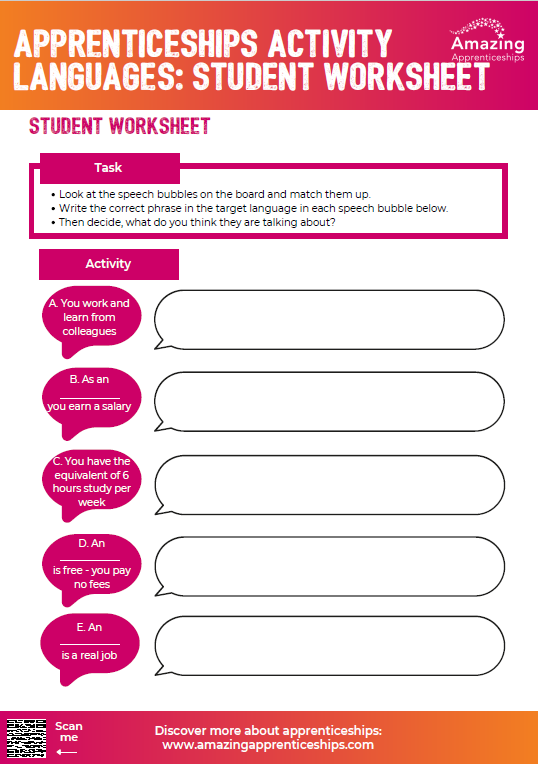 APPRENTICESHIPS ACTIVITY
LANGUAGES: STUDENT WORKSHEET
Amazing
Apprenticeships
STUDENT WORKSHEET
Task
• Look at the speech bubbles on the board and match them up.
• Write the correct phrase in the target language in each speech bubble below.
• Then decide, what do you think they are talking about?
Activity
A. You work and
learn from
colleagues
B. As an
__________
you earn a salary
C. You have the
equivalent of 6
hours study per
week
D. An
__________
is free - you pay
no fees
E. An
__________
is a real job
Scan
me
Discover more about apprenticeships:
www.amazingapprenticeships.com